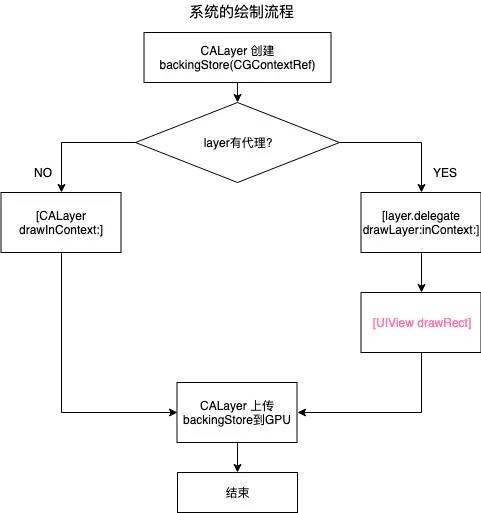 系统的绘制流程
CALayer 创建
backingStore(CGContextRef)
layer有代理?
NO
YES
[CALayer
drawInContext:]
[layer.delegate
drawLayer:inContext:]
[UIView drawRect]
CALayer 上传
backingStore到GPU
结束